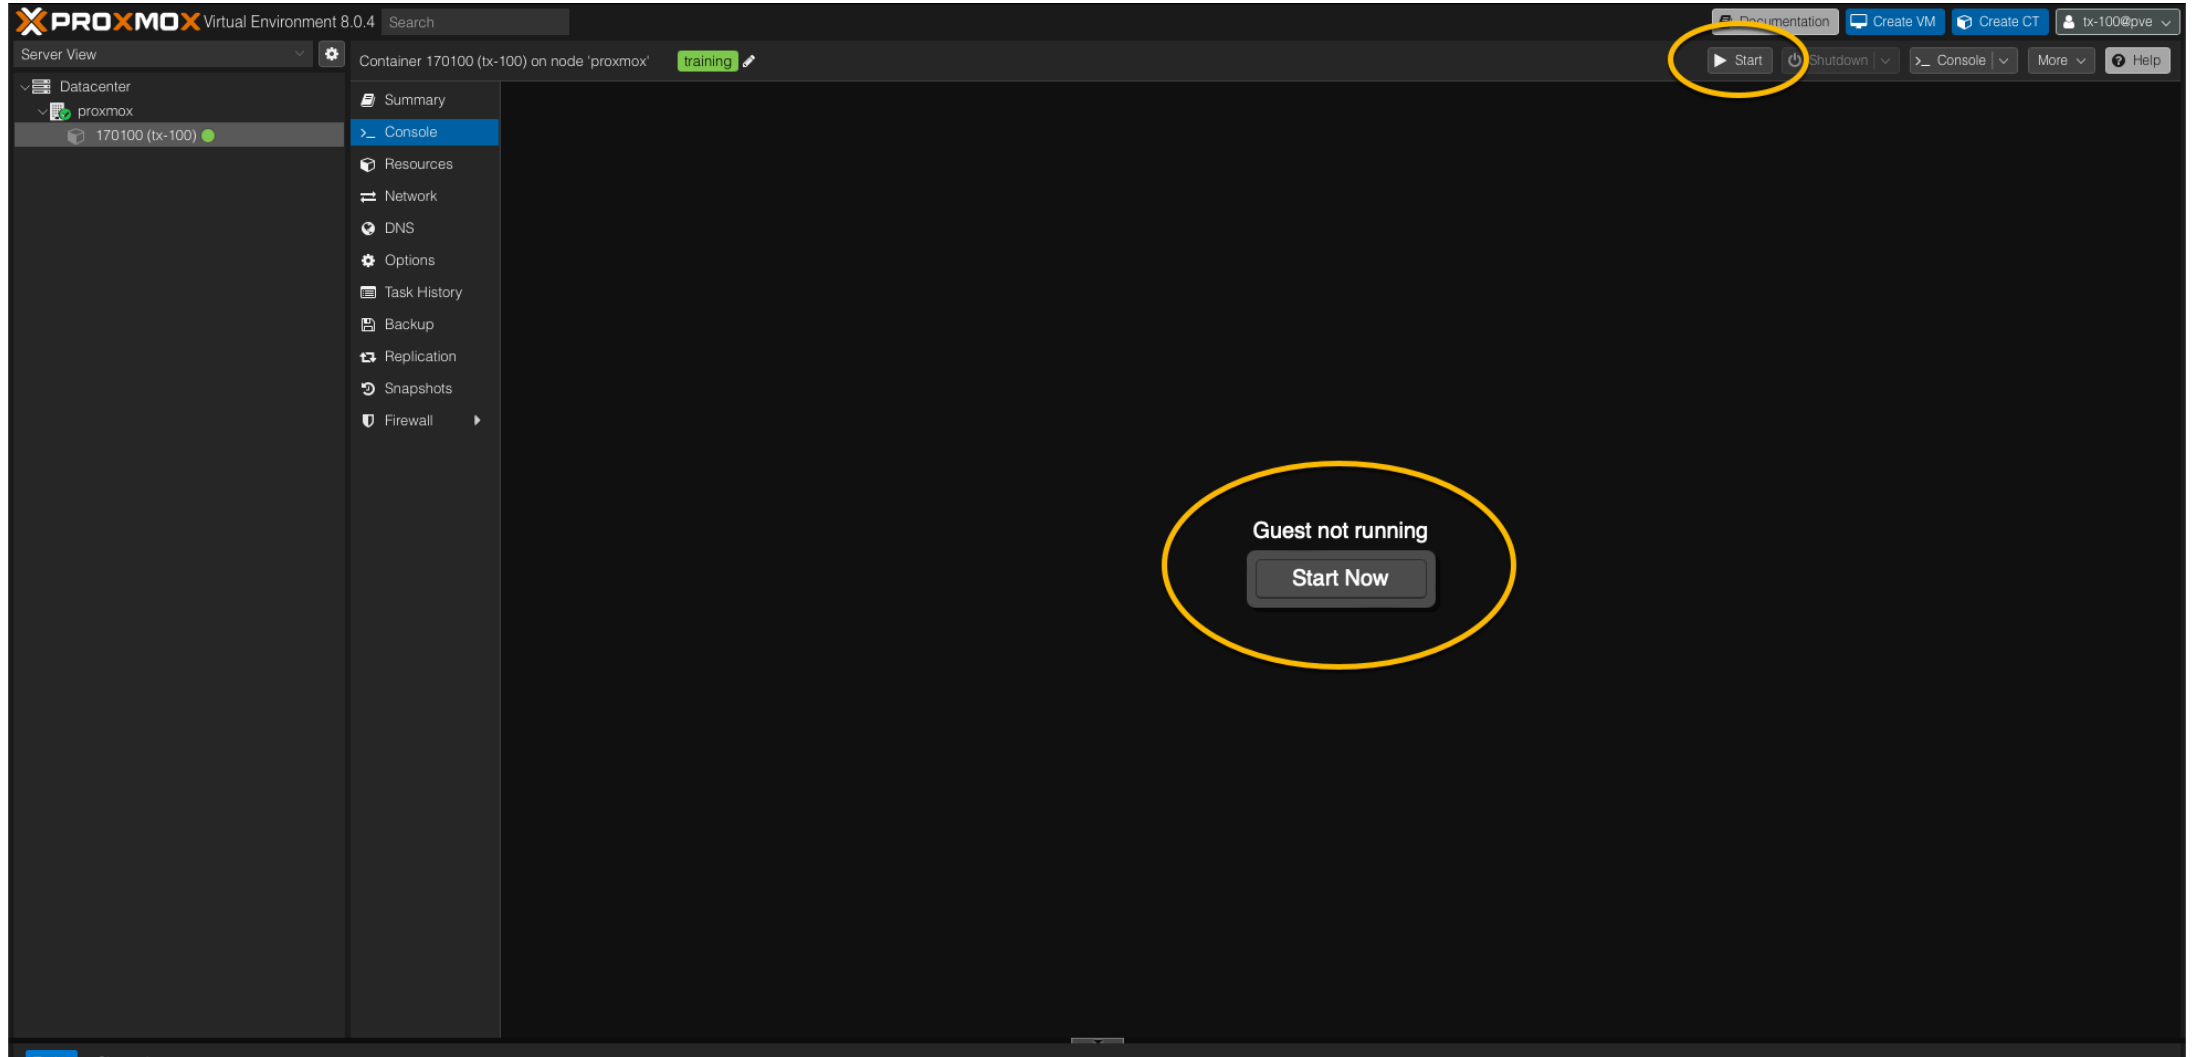 PROXMOX Virtual Environment 8.0.4 Search Documentation Create VM Create CT tx-100@pve
Server View
Container 170100 (tx-100) on node 'proxmox' training Start Shutdown Console More Help
Datacenter
proxmox
170100 (tx-100)
Summary
>_ Console
Resources
Network
DNS
Options
Task History
Backup
Replication
Snapshots
Firewall
Guest not running
Start Now